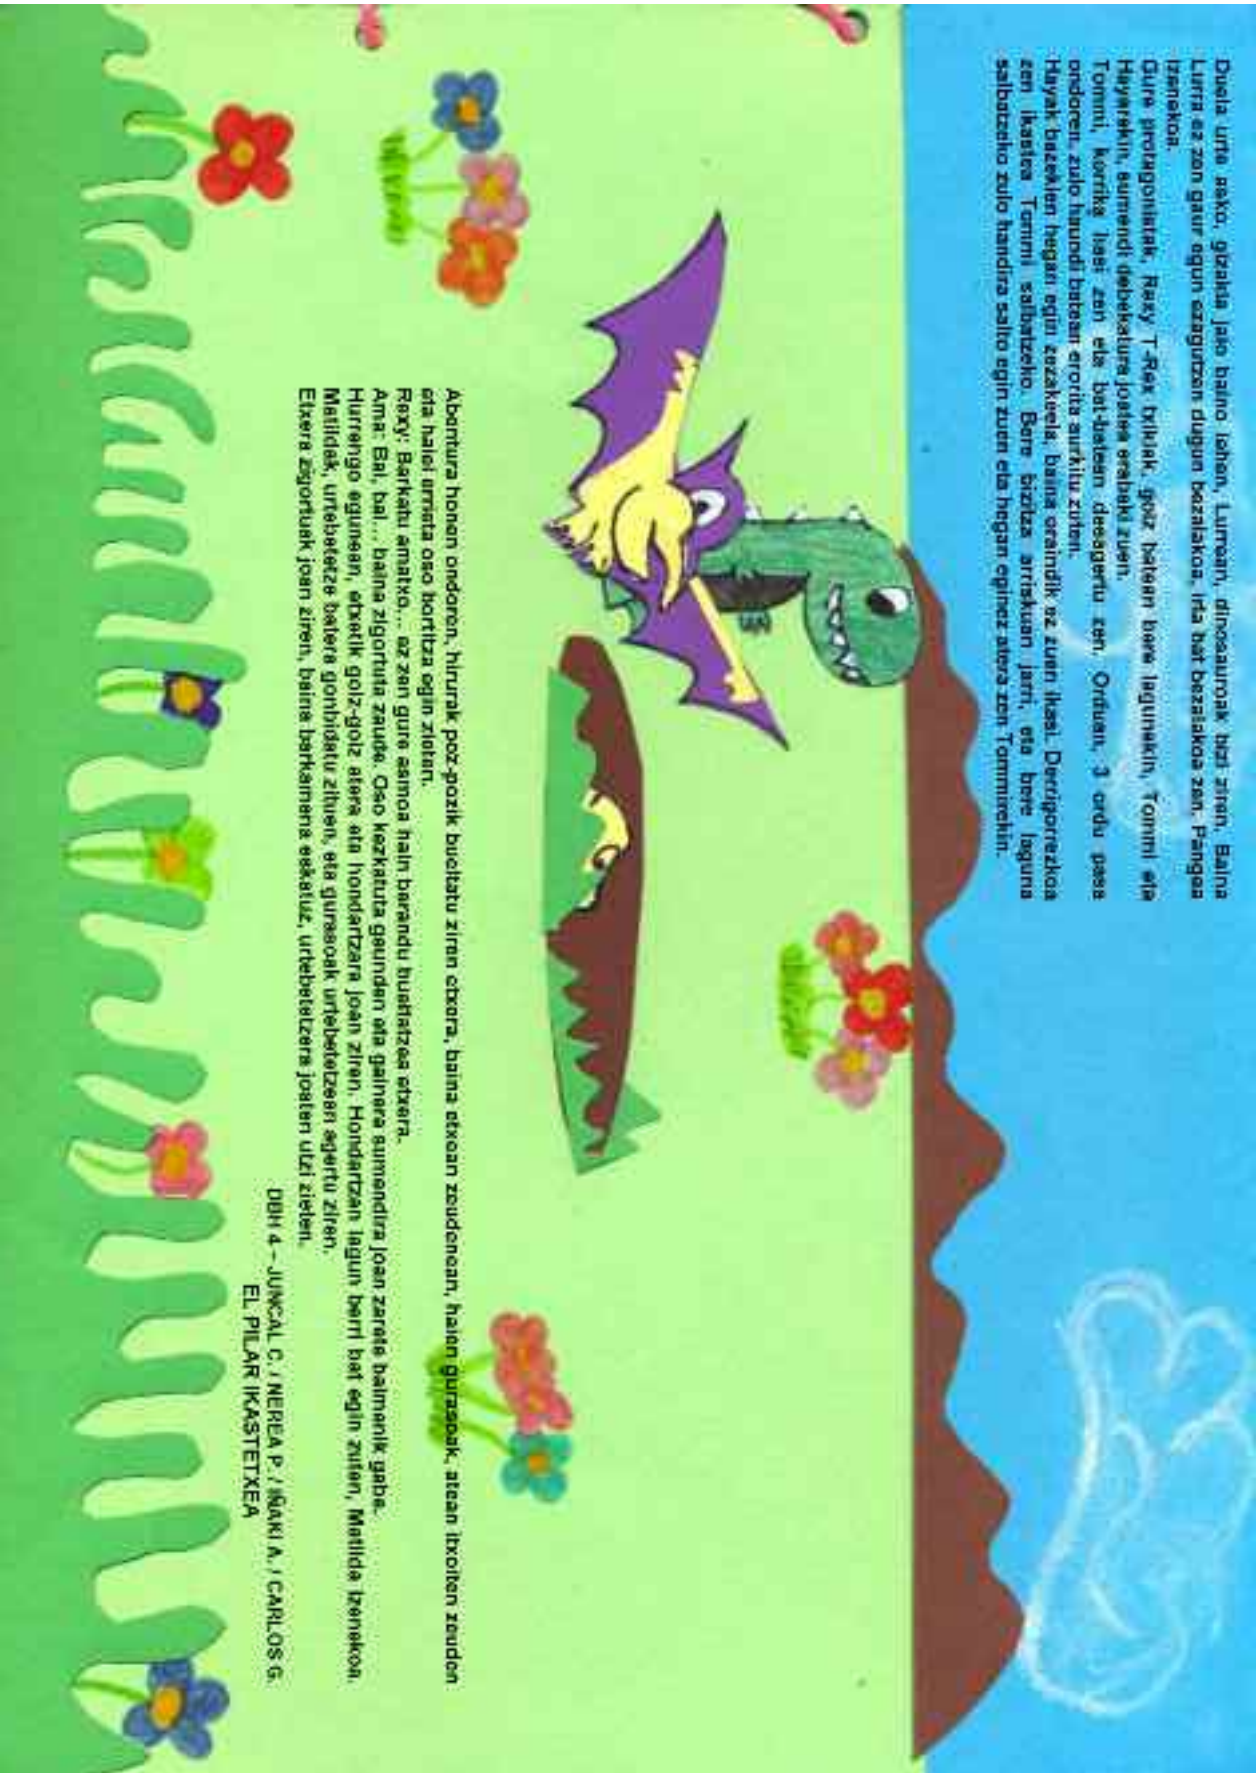 Duela urte asko, gizakia jaio baino lehen, Lurrean, dinosauroak bizi ziren. Baina
Lurra ez zen gaur egun ezagutzen dugun bezalakoa, irla bat bezalakoa zen, Pangea
izenekoa.
Gure protagonistak, Rexy T-Rex txikiak, goiz batean bere lagunekin, Tommi eta
Hayarekin, sumendi debekatura joatea erabaki zuen.
Tommi, korrika hasi zen eta bat-batean desagertu zen. Orduan, 3 ordu pasa
ondoren, zulo haundi batean erorita aurkitu zuten.
Hayak bazekien hegan egin zezakeela, baina oraindik ez zuen ikasi. Derrigorrezkoa
zen ikastea Tommi salbatzeko. Bere bizitza arriskuan jarri, eta bere laguna
salbatzeko zulo handira salto egin zuen eta hegan eginez atera zen Tommirekin.
Abentura honen ondoren, hirurak poz-pozik bueltatu ziren etxera, baina etxean zeudenean, haien gurasoak, atean itxoiten zeuden
eta haiei errieta oso bortitza egin zieten.
Rexy: Barkatu amatxo... ez zen gure asmoa hain berandu bueltatzea etxera.
Ama: Bai, bai... baina zigortuta zaude. Oso kezkatuta geunden eta gainera sumendira joan zarete baimenik gabe.
Hurrengo egunean, etxetik goiz-goiz atera eta hondartzara joan ziren. Hondartzan lagun berri bat egin zuten, Matilda izenekoa.
Matildak, urtebetetze batera gonbidatu zituen, eta gurasoak urtebetetzean agertu ziren.
Etxera zigortuak joan ziren, baina barkamena eskatuz, urtebetetzera joaten utzi zieten.
DBH 4 – JUNCAL C. / NEREA P. / IÑAKI A. / CARLOS G.
EL PILAR IKASTETXEA